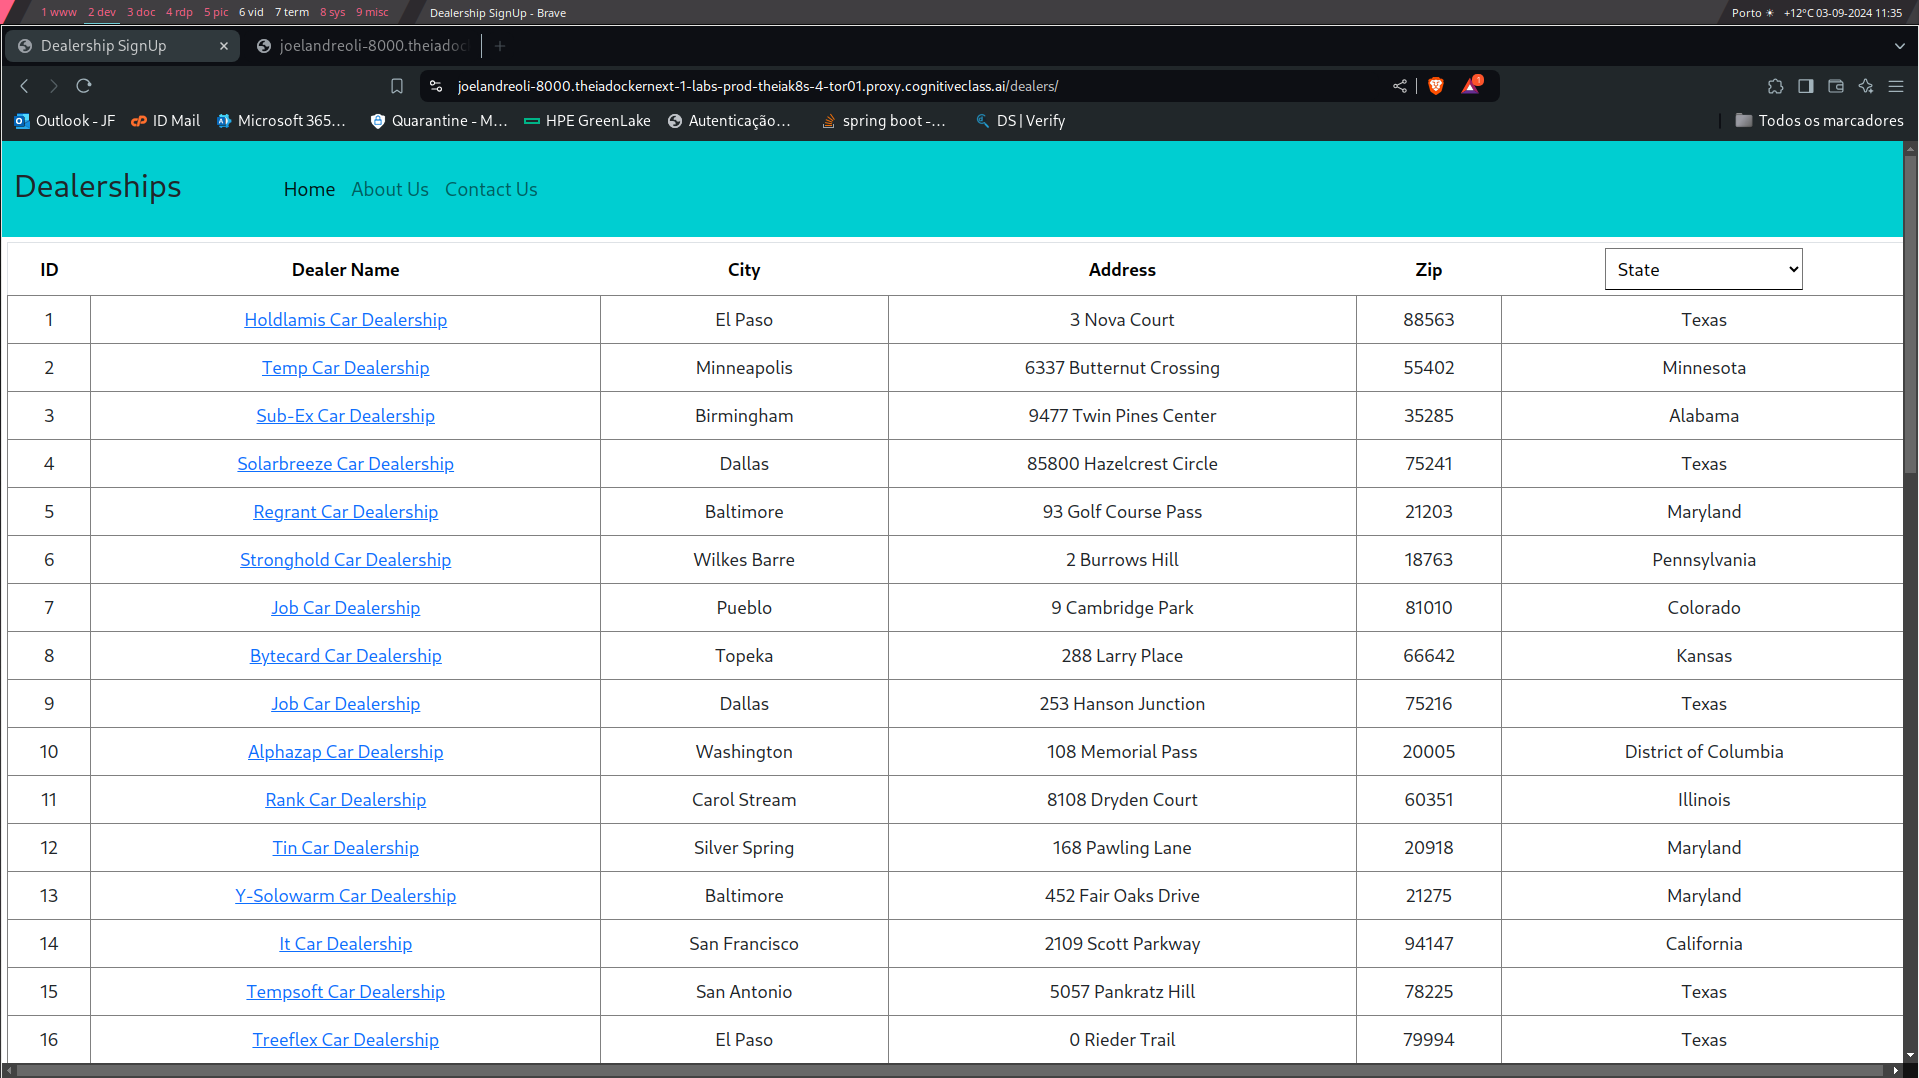 1 www 2 dev 3 doc 4 rdp 5 pic 6 vid 7 term 8 sys 9 misc Dealership SignUp - Brave Porto +12°C 03-09-2024 11:35
Dealership SignUp joelandreoli-8000.theiadoc
joelandreoli-8000.theiadockernext-1-labs-prod-theiak8s-4-tor01.proxy.cognitiveclass.ai/dealers/ 1
Outlook - JF ID Mail Microsoft 365... Quarantine - M... HPE GreenLake Autenticação... spring boot -... DS | Verify Todos os marcadores
Dealerships Home About Us Contact Us
ID Dealer Name City Address Zip State
1 Holdlamis Car Dealership El Paso 3 Nova Court 88563 Texas
2 Temp Car Dealership Minneapolis 6337 Butternut Crossing 55402 Minnesota
3 Sub-Ex Car Dealership Birmingham 9477 Twin Pines Center 35285 Alabama
4 Solarbreeze Car Dealership Dallas 85800 Hazelcrest Circle 75241 Texas
5 Regrant Car Dealership Baltimore 93 Golf Course Pass 21203 Maryland
6 Stronghold Car Dealership Wilkes Barre 2 Burrows Hill 18763 Pennsylvania
7 Job Car Dealership Pueblo 9 Cambridge Park 81010 Colorado
8 Bytecard Car Dealership Topeka 288 Larry Place 66642 Kansas
9 Job Car Dealership Dallas 253 Hanson Junction 75216 Texas
10 Alphazap Car Dealership Washington 108 Memorial Pass 20005 District of Columbia
11 Rank Car Dealership Carol Stream 8108 Dryden Court 60351 Illinois
12 Tin Car Dealership Silver Spring 168 Pawling Lane 20918 Maryland
13 Y-Solowarm Car Dealership Baltimore 452 Fair Oaks Drive 21275 Maryland
14 It Car Dealership San Francisco 2109 Scott Parkway 94147 California
15 Tempsoft Car Dealership San Antonio 5057 Pankratz Hill 78225 Texas
16 Treeflex Car Dealership El Paso 0 Rieder Trail 79994 Texas